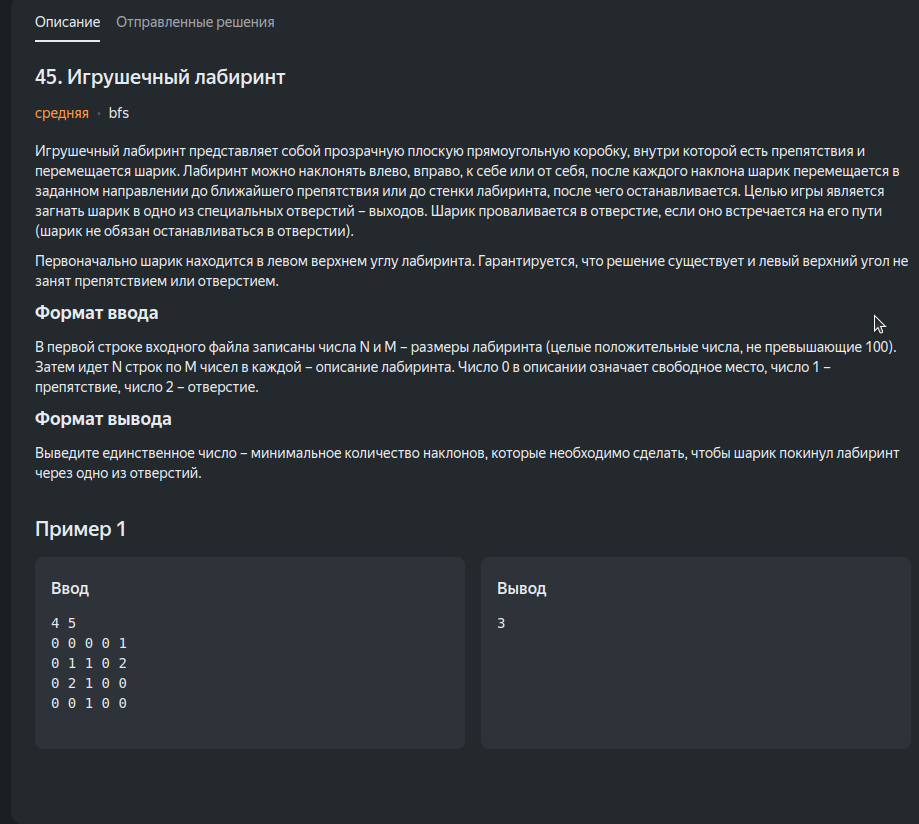 Описание Отправленные решения
45. Игрушечный лабиринт
средняя · bfs
Игрушечный лабиринт представляет собой прозрачную плоскую прямоугольную коробку, внутри которой есть препятствия и
перемещается шарик. Лабиринт можно наклонять влево, вправо, к себе или от себя, после каждого наклона шарик перемещается в
заданном направлении до ближайшего препятствия или до стенки лабиринта, после чего останавливается. Целью игры является
загнать шарик в одно из специальных отверстий – выходов. Шарик проваливается в отверстие, если оно встречается на его пути
(шарик не обязан останавливаться в отверстии).
Первоначально шарик находится в левом верхнем углу лабиринта. Гарантируется, что решение существует и левый верхний угол не
занят препятствием или отверстием.
Формат ввода
В первой строке входного файла записаны числа N и M – размеры лабиринта (целые положительные числа, не превышающие 100).
Затем идет N строк по M чисел в каждой – описание лабиринта. Число 0 в описании означает свободное место, число 1 –
препятствие, число 2 – отверстие.
Формат вывода
Выведите единственное число – минимальное количество наклонов, которые необходимо сделать, чтобы шарик покинул лабиринт
через одно из отверстий.
Пример 1
Ввод
4 5
0 0 0 0 1
0 1 1 0 2
0 2 1 0 0
0 0 1 0 0
Вывод
3